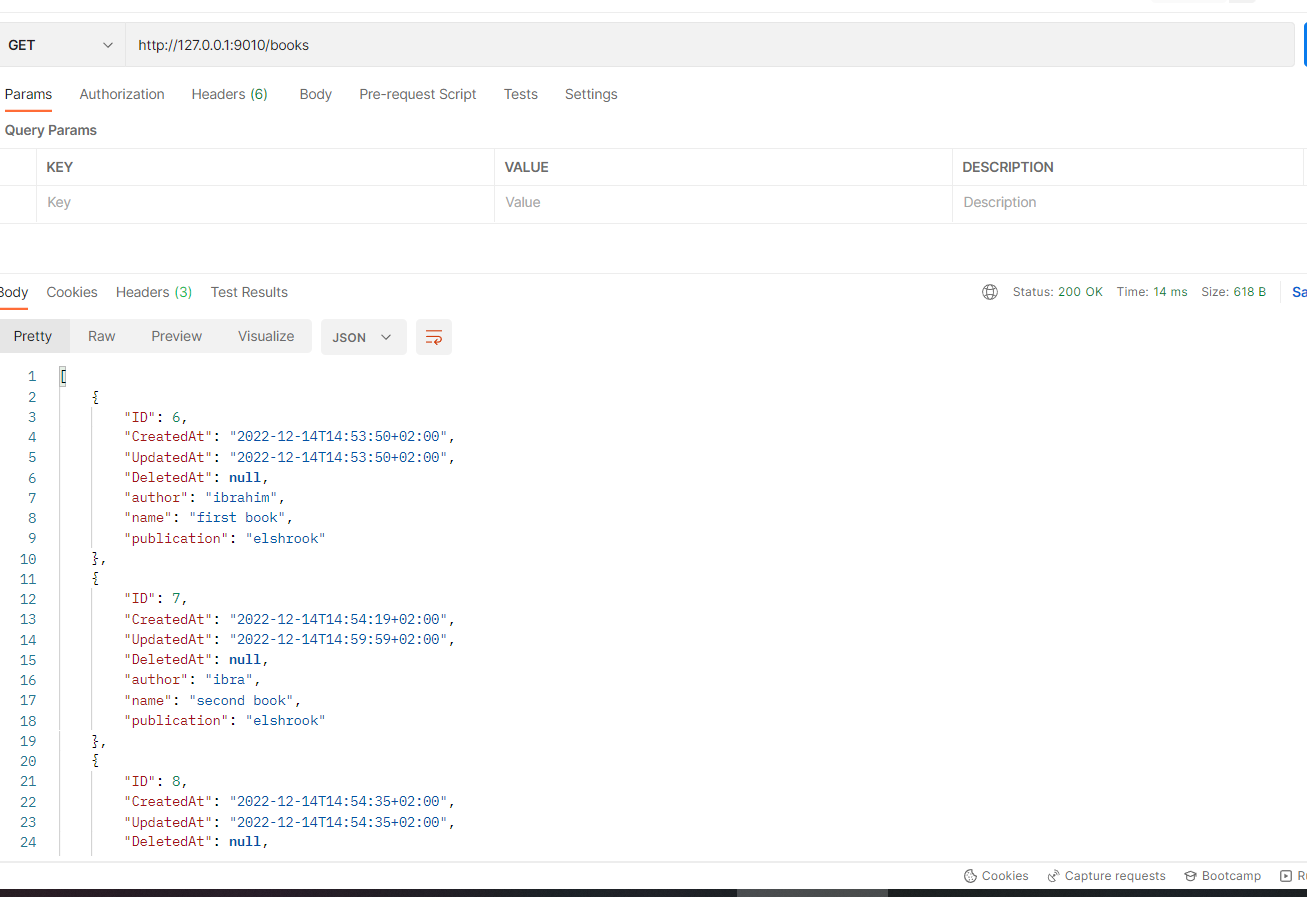 GET http://127.0.0.1:9010/books
Params Authorization Headers (6) Body Pre-request Script Tests Settings
Query Params
KEY VALUE DESCRIPTION
Key Value Description
Body Cookies Headers (3) Test Results Status: 200 OK Time: 14 ms Size: 618 B Sa
Pretty Raw Preview Visualize JSON
1 [
2 {
3 "ID": 6,
4 "CreatedAt": "2022-12-14T14:53:50+02:00",
5 "UpdatedAt": "2022-12-14T14:53:50+02:00",
6 "DeletedAt": null,
7 "author": "ibrahim",
8 "name": "first book",
9 "publication": "elshrook"
10 },
11 {
12 "ID": 7,
13 "CreatedAt": "2022-12-14T14:54:19+02:00",
14 "UpdatedAt": "2022-12-14T14:59:59+02:00",
15 "DeletedAt": null,
16 "author": "ibra",
17 "name": "second book",
18 "publication": "elshrook"
19 },
20 {
21 "ID": 8,
22 "CreatedAt": "2022-12-14T14:54:35+02:00",
23 "UpdatedAt": "2022-12-14T14:54:35+02:00",
24 "DeletedAt": null,
Cookies Capture requests Bootcamp